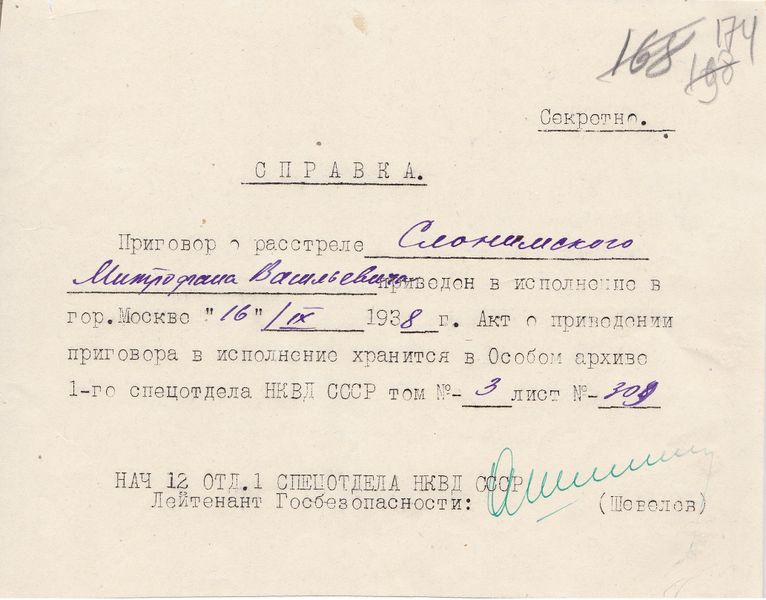 168 174
198
Секретно.
СПРАВКА.
Приговор о расстреле Слонимского
Митрофана Васильевича приведен в исполнение в
гор.Москве "16" / IX 1938 г. Акт о приведении
приговора в исполнение хранится в Особом архиве
1-го спецотдела НКВД СССР том №- 3 лист №- 309
НАЧ 12 ОТД.1 СПЕЦОТДЕЛА НКВД СССР
Лейтенант Госбезопасности: (Шевелев)